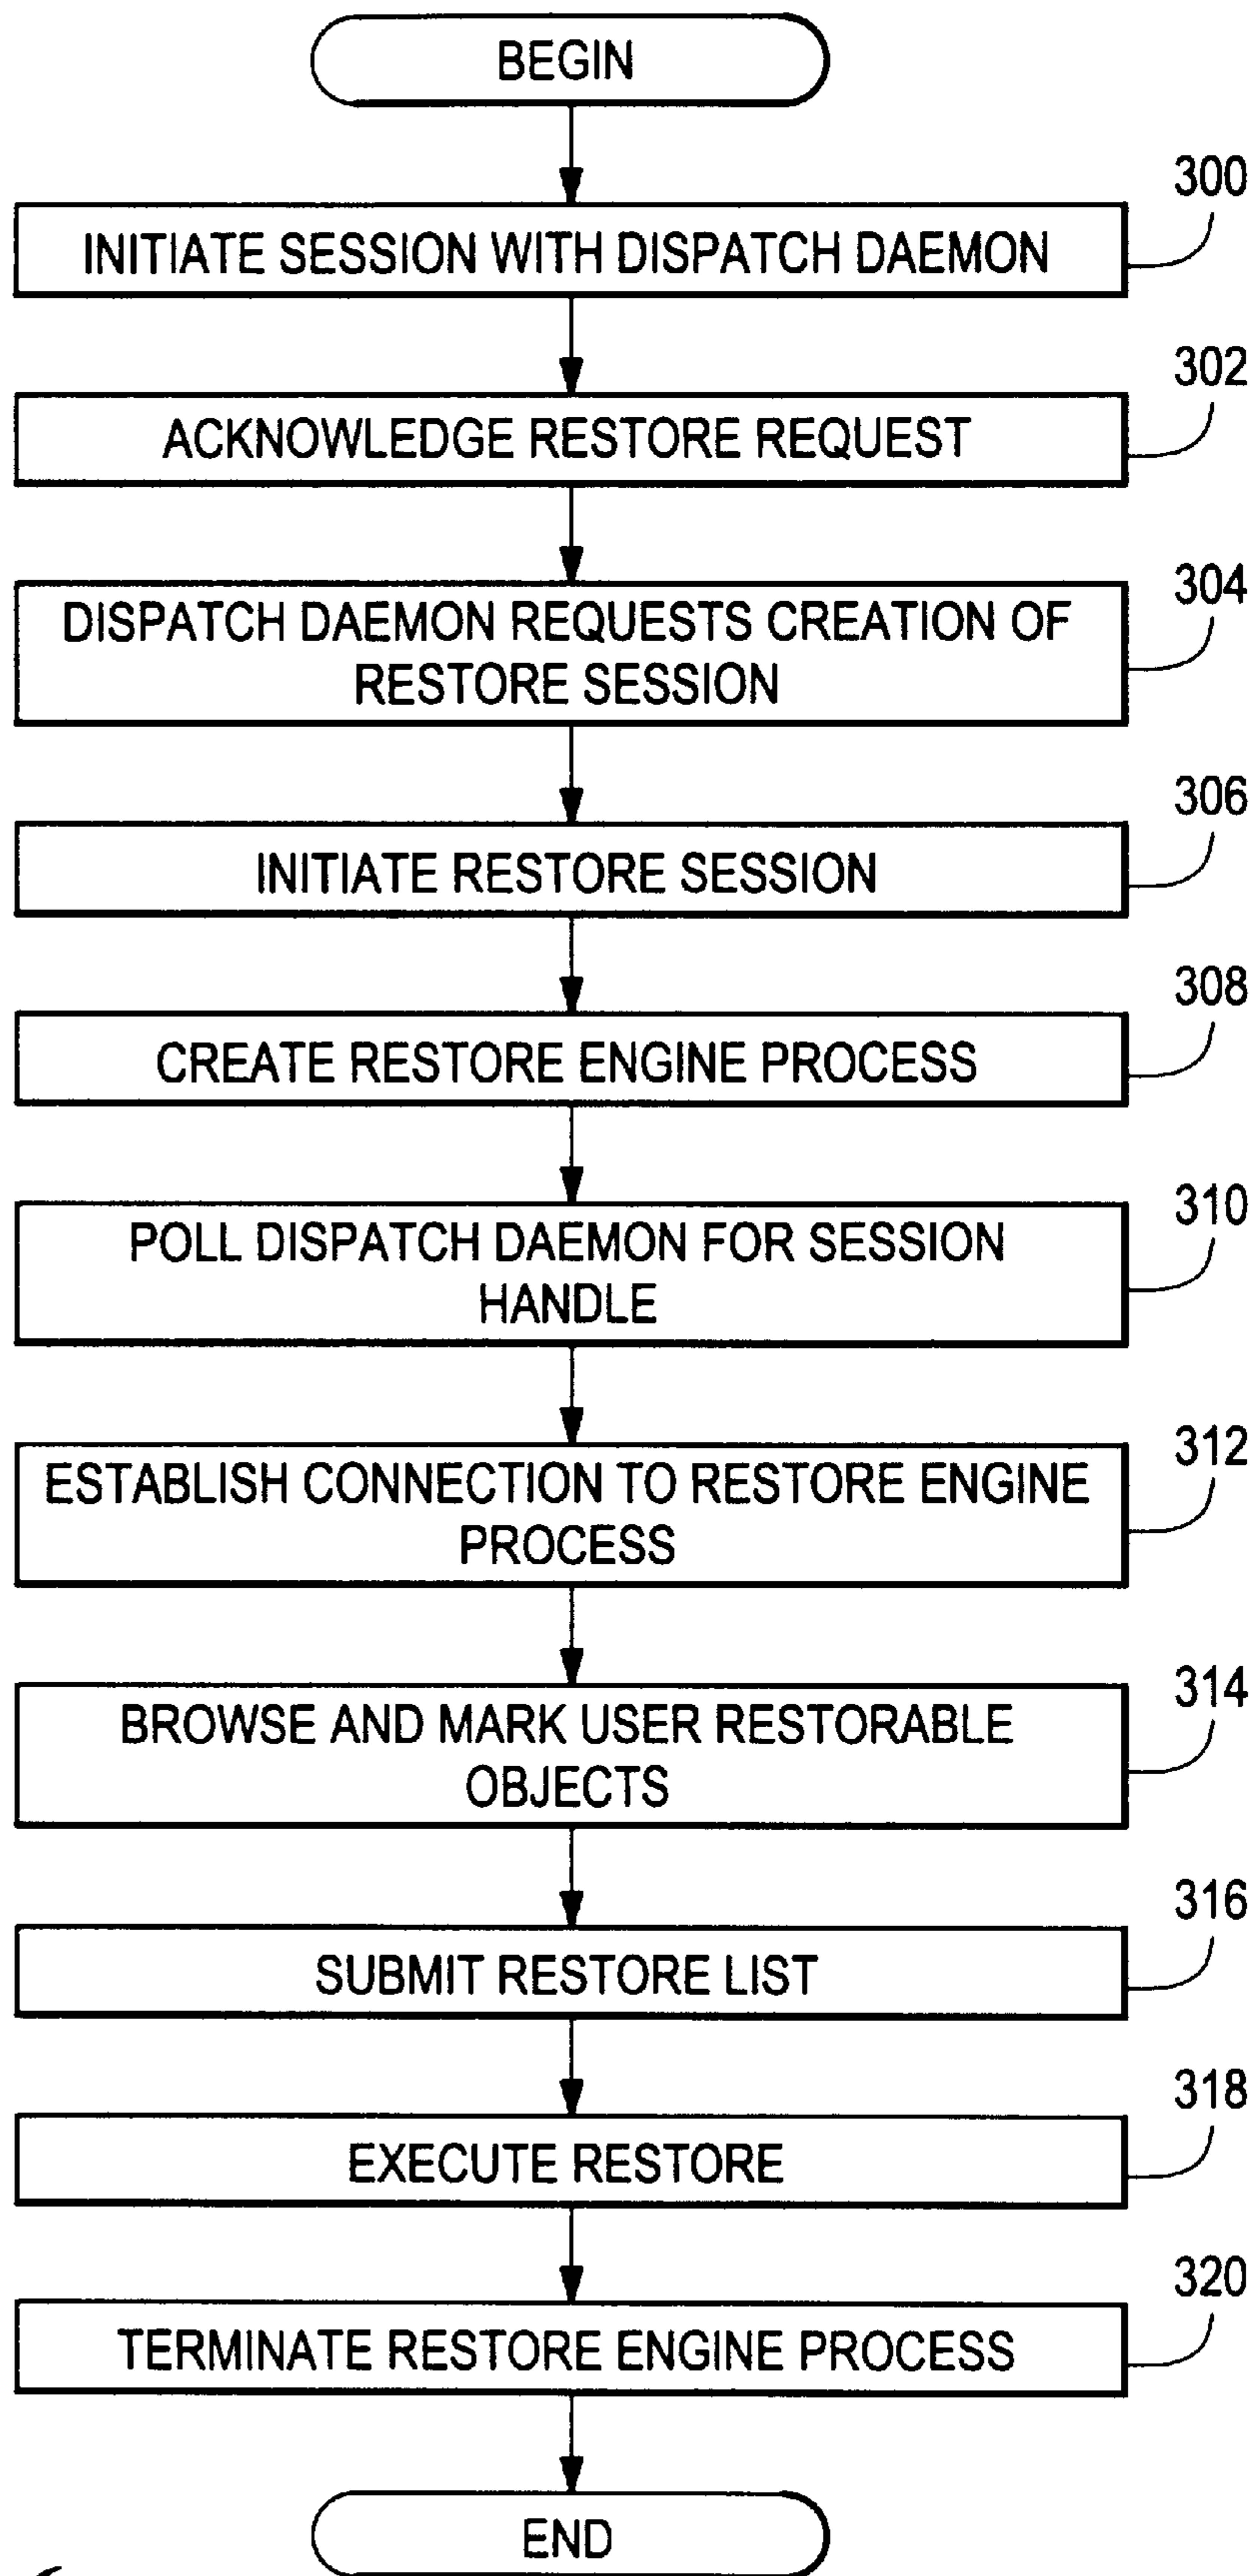 BEGIN
300
INITIATE SESSION WITH DISPATCH DAEMON
302
ACKNOWLEDGE RESTORE REQUEST
304
DISPATCH DAEMON REQUESTS CREATION OF
RESTORE SESSION
306
INITIATE RESTORE SESSION
308
CREATE RESTORE ENGINE PROCESS
310
POLL DISPATCH DAEMON FOR SESSION
HANDLE
312
ESTABLISH CONNECTION TO RESTORE ENGINE
PROCESS
314
BROWSE AND MARK USER RESTORABLE
OBJECTS
316
SUBMIT RESTORE LIST
318
EXECUTE RESTORE
320
TERMINATE RESTORE ENGINE PROCESS
END